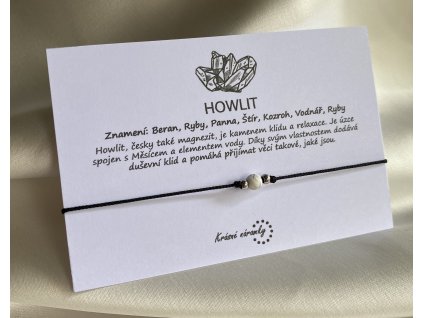 HOWLIT
Znamení: Beran, Ryby, Panna, Štír, Kozroh, Vodnář, Ryby
Howlit, česky také magnezit, je kamenem klidu a relaxace. Je úzce
spojen s Měsícem a elementem vody. Díky svým vlastnostem dodává
duševní klid a pomáhá přijímat věci takové, jaké jsou.
Krásné náramky